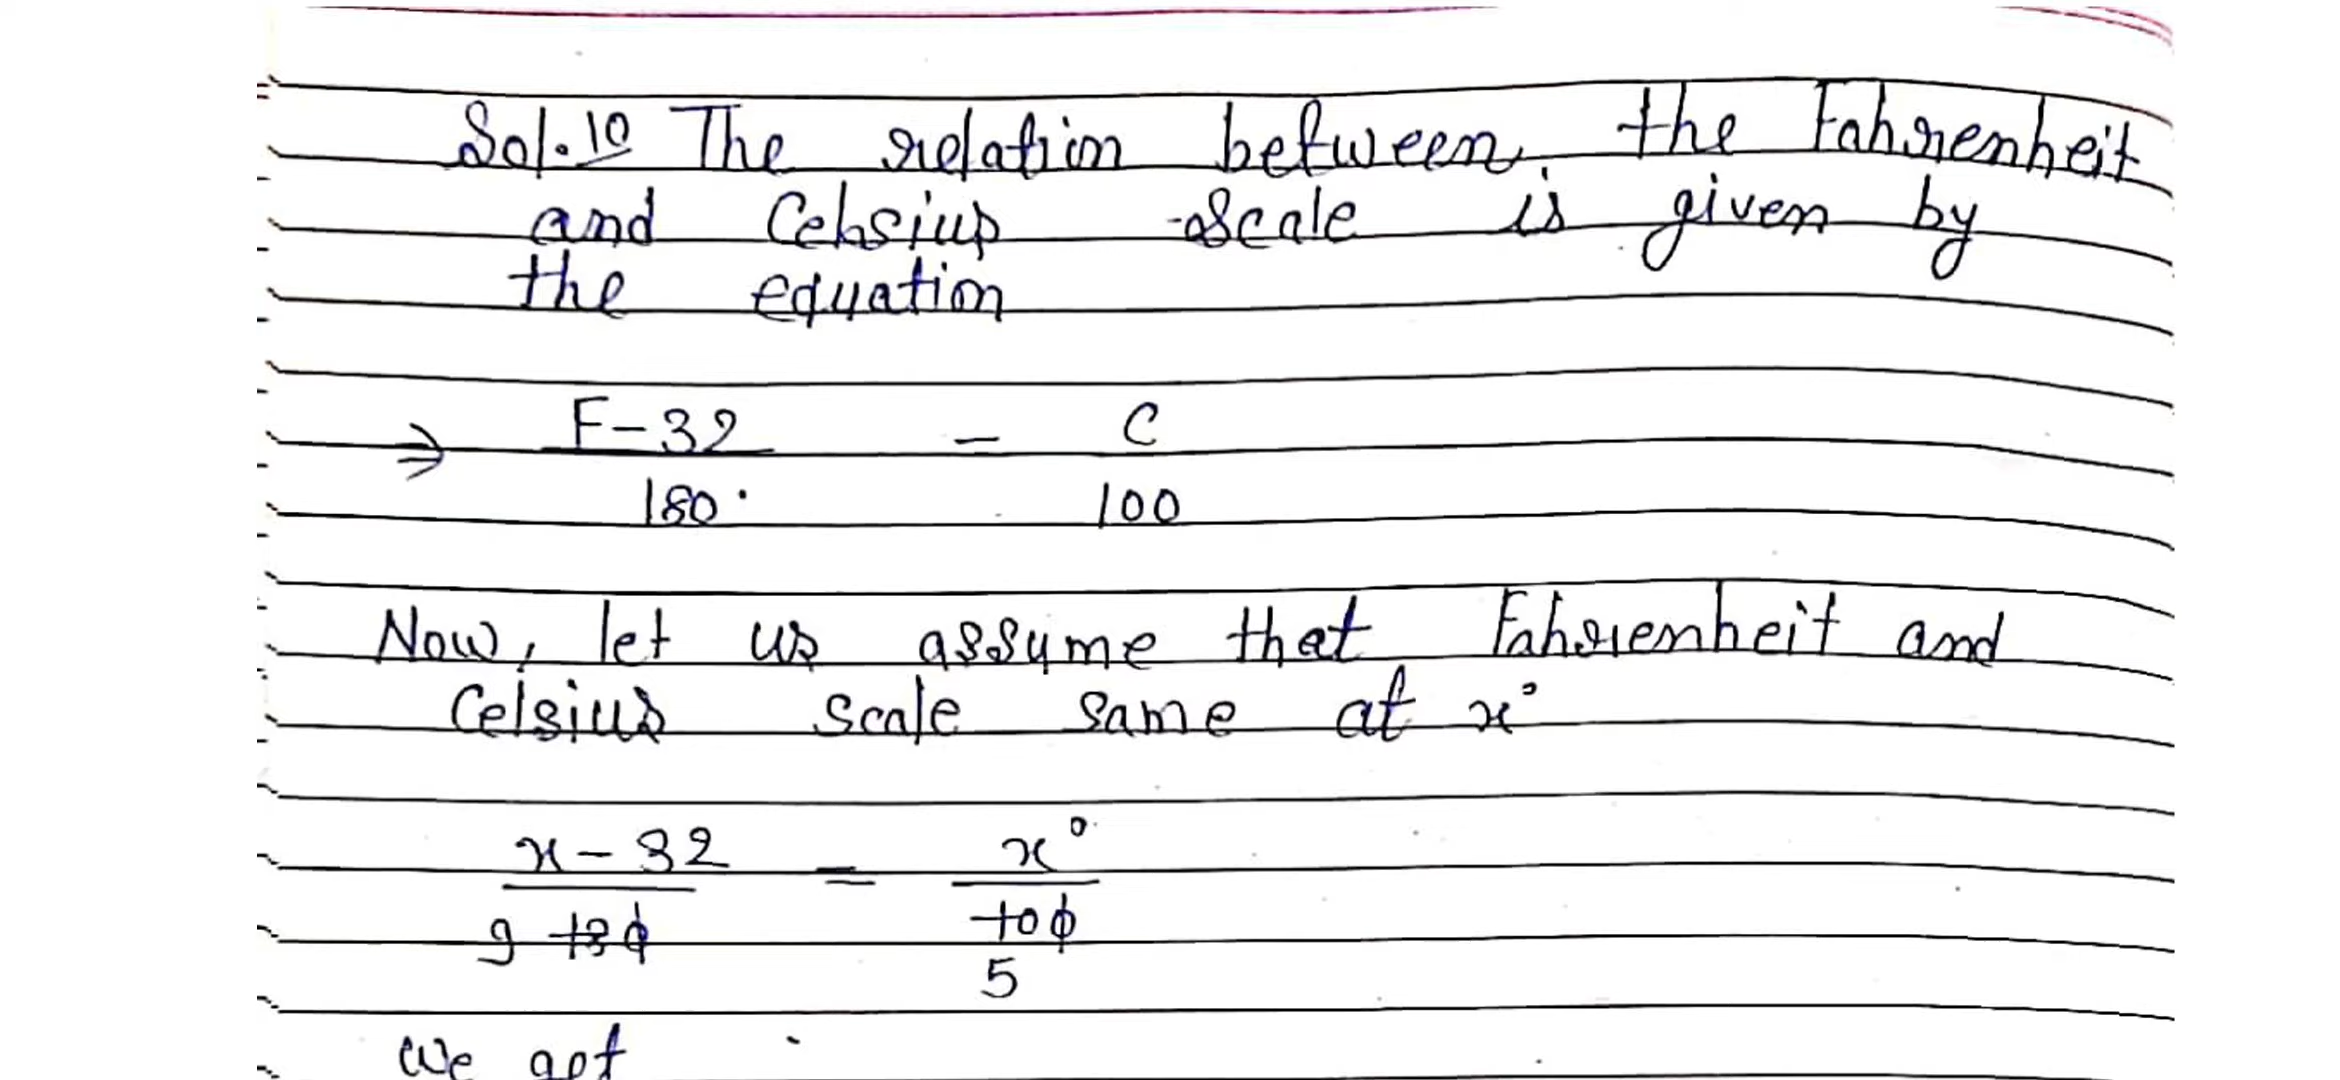 Sol.10 The relation between the Fahrenheit
and Celsius scale is given by
the equation
⇒ F-32 = C
180 100
Now, let us assume that Fahrenheit and
Celsius scale same at x°
x-32 = x°
9 180 100
5
We get